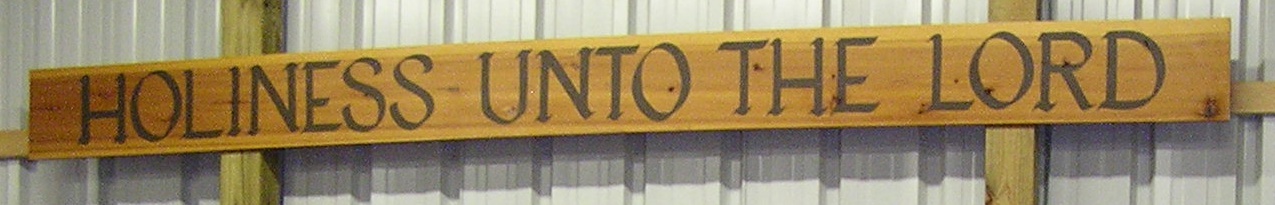 HOLINESS UNTO THE LORD